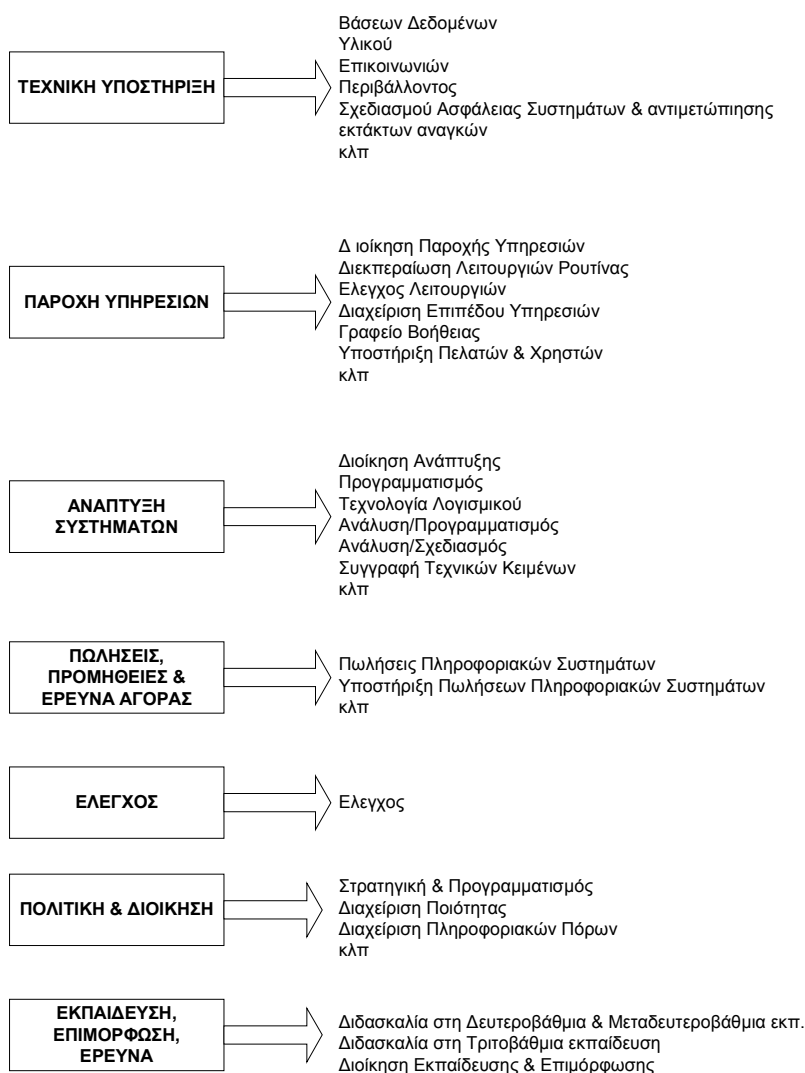 ΤΕΧΝΙΚΗ ΥΠΟΣΤΗΡΙΞΗ
Βάσεων Δεδομένων
Υλικού
Επικοινωνιών
Περιβάλλοντος
Σχεδιασμού Ασφάλειας Συστημάτων & αντιμετώπιησης
εκτάκτων αναγκών
κλπ
ΠΑΡΟΧΗ ΥΠΗΡΕΣΙΩΝ
Δ ιοίκηση Παροχής Υπηρεσιών
Διεκπεραίωση Λειτουργιών Ρουτίνας
Ελεγχος Λειτουργιών
Διαχείριση Επιπέδου Υπηρεσιών
Γραφείο Βοήθειας
Υποστήριξη Πελατών & Χρηστών
κλπ
ΑΝΑΠΤΥΞΗ
ΣΥΣΤΗΜΑΤΩΝ
Διοίκηση Ανάπτυξης
Προγραμματισμός
Τεχνολογία Λογισμικού
Ανάλυση/Προγραμματισμός
Ανάλυση/Σχεδιασμός
Συγγραφή Τεχνικών Κειμένων
κλπ
ΠΩΛΗΣΕΙΣ,
ΠΡΟΜΗΘΕΙΕΣ &
ΕΡΕΥΝΑ ΑΓΟΡΑΣ
Πωλήσεις Πληροφοριακών Συστημάτων
Υποστήριξη Πωλήσεων Πληροφοριακών Συστημάτων
κλπ
ΕΛΕΓΧΟΣ
Ελεγχος
ΠΟΛΙΤΙΚΗ & ΔΙΟΙΚΗΣΗ
Στρατηγική & Προγραμματισμός
Διαχείριση Ποιότητας
Διαχείριση Πληροφοριακών Πόρων
κλπ
ΕΚΠΑΙΔΕΥΣΗ,
ΕΠΙΜΟΡΦΩΣΗ,
ΕΡΕΥΝΑ
Διδασκαλία στη Δευτεροβάθμια & Μεταδευτεροβάθμια εκπ.
Διδασκαλία στη Τριτοβάθμια εκπαίδευση
Διοίκηση Εκπαίδευσης & Επιμόρφωσης